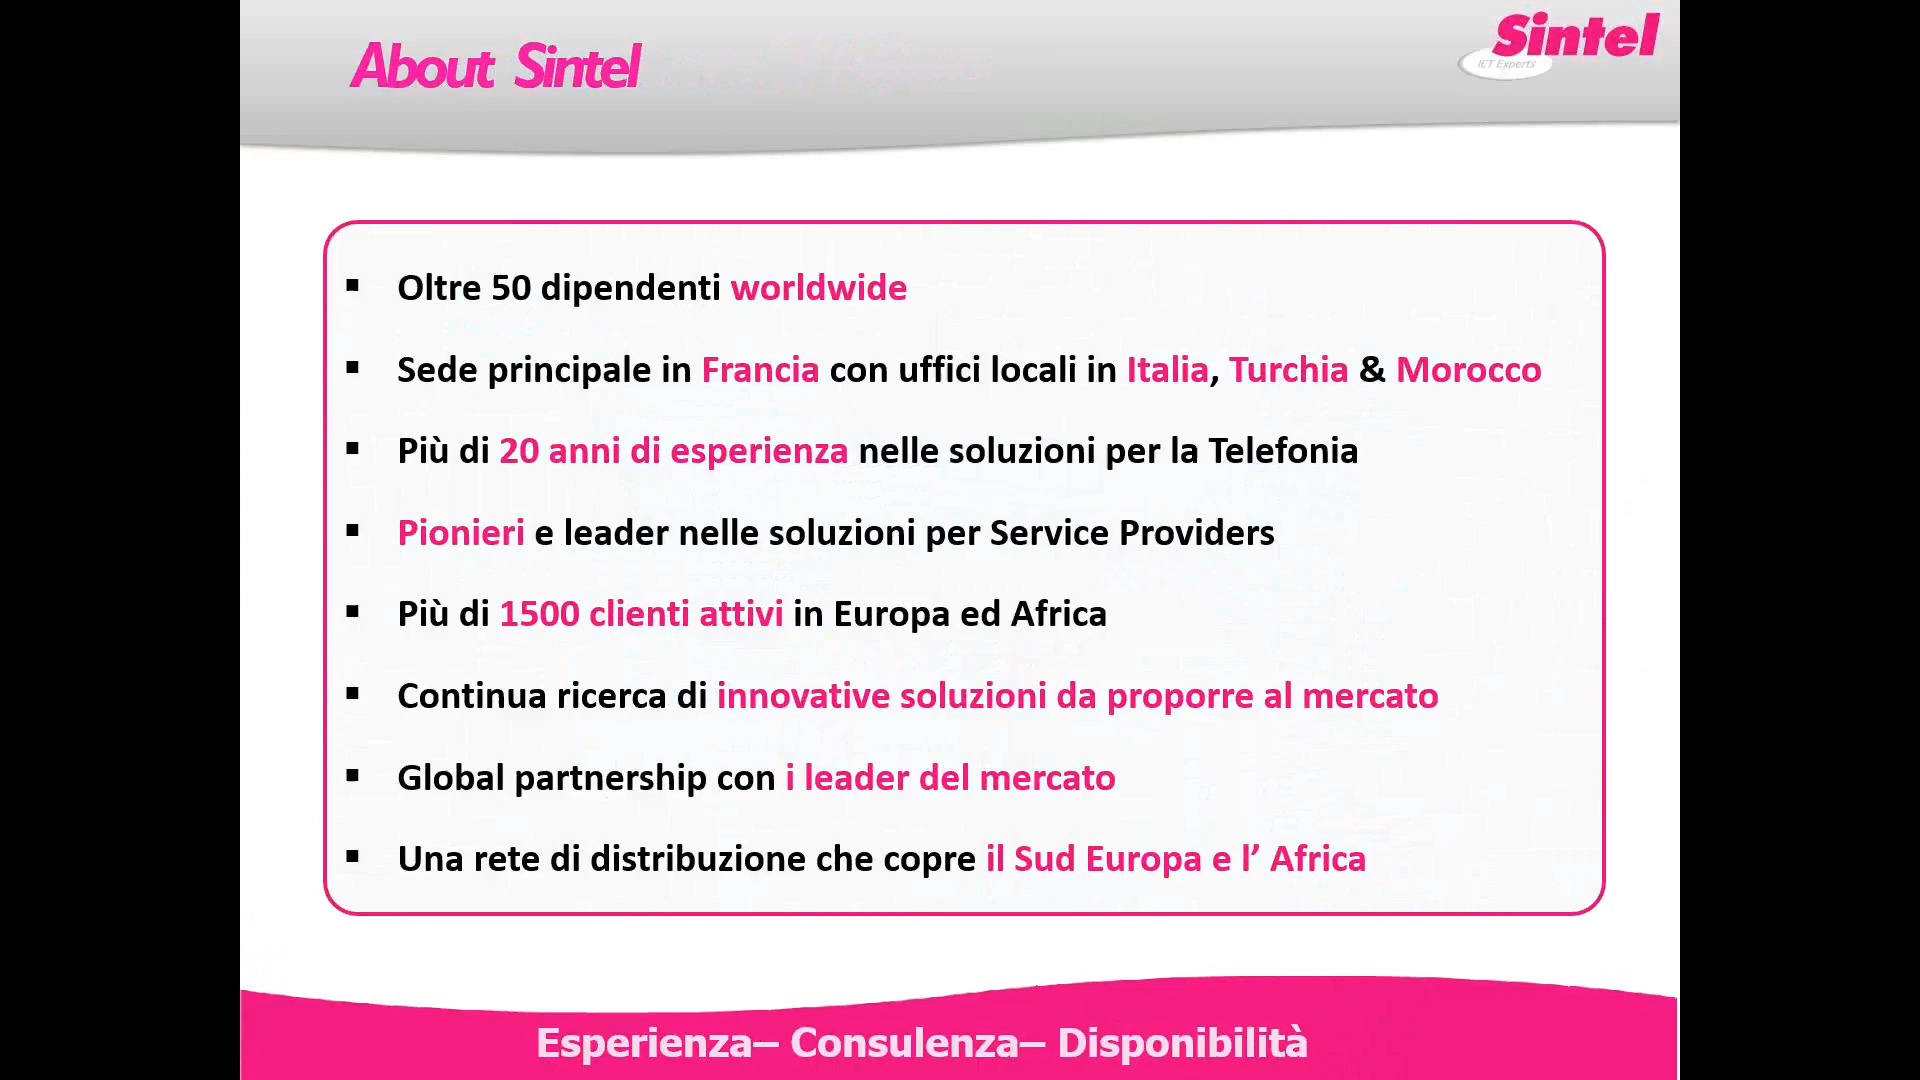 About Sintel
Sintel
ICT Experts
▪ Oltre 50 dipendenti worldwide
▪ Sede principale in Francia con uffici locali in Italia, Turchia & Morocco
▪ Più di 20 anni di esperienza nelle soluzioni per la Telefonia
▪ Pionieri e leader nelle soluzioni per Service Providers
▪ Più di 1500 clienti attivi in Europa ed Africa
▪ Continua ricerca di innovative soluzioni da proporre al mercato
▪ Global partnership con i leader del mercato
▪ Una rete di distribuzione che copre il Sud Europa e l’ Africa
Esperienza– Consulenza– Disponibilità